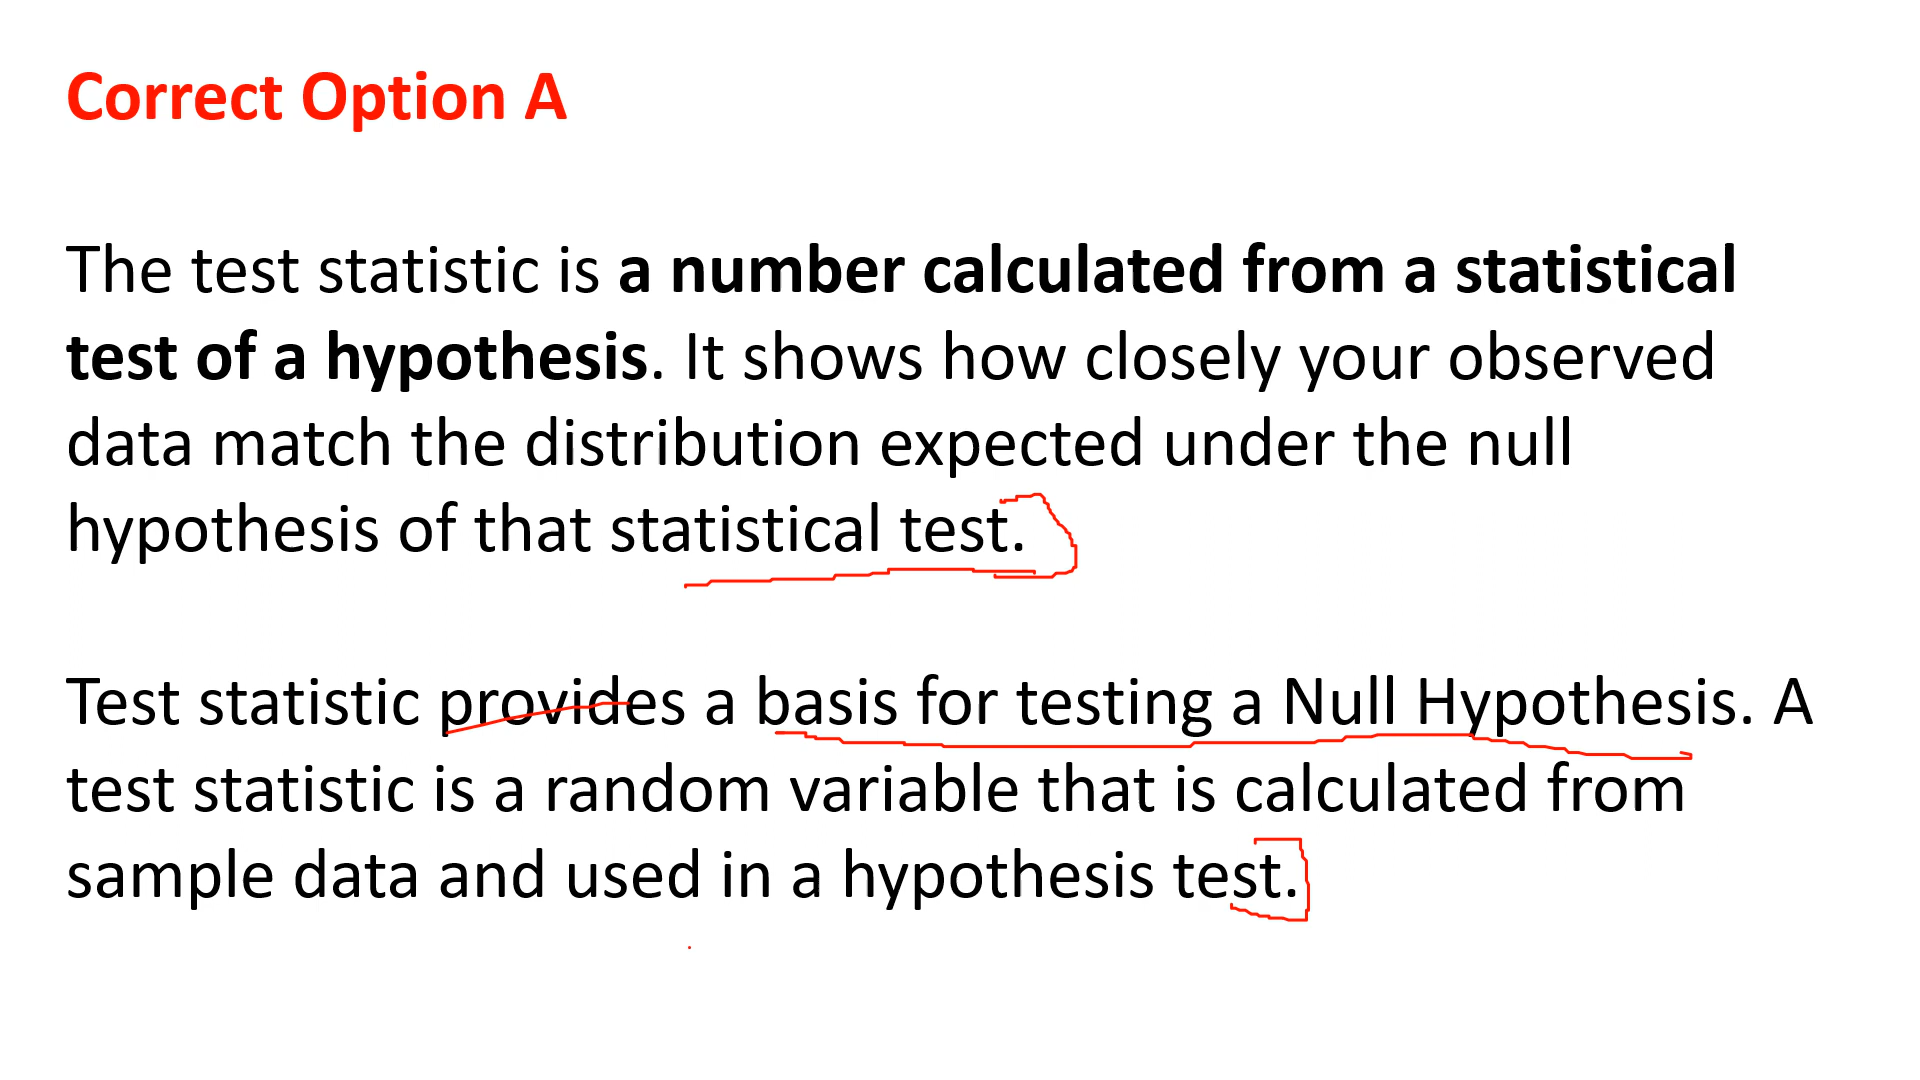 Correct Option A
The test statistic is a number calculated from a statistical
test of a hypothesis. It shows how closely your observed
data match the distribution expected under the null
hypothesis of that statistical test.
Test statistic provides a basis for testing a Null Hypothesis. A
test statistic is a random variable that is calculated from
sample data and used in a hypothesis test.